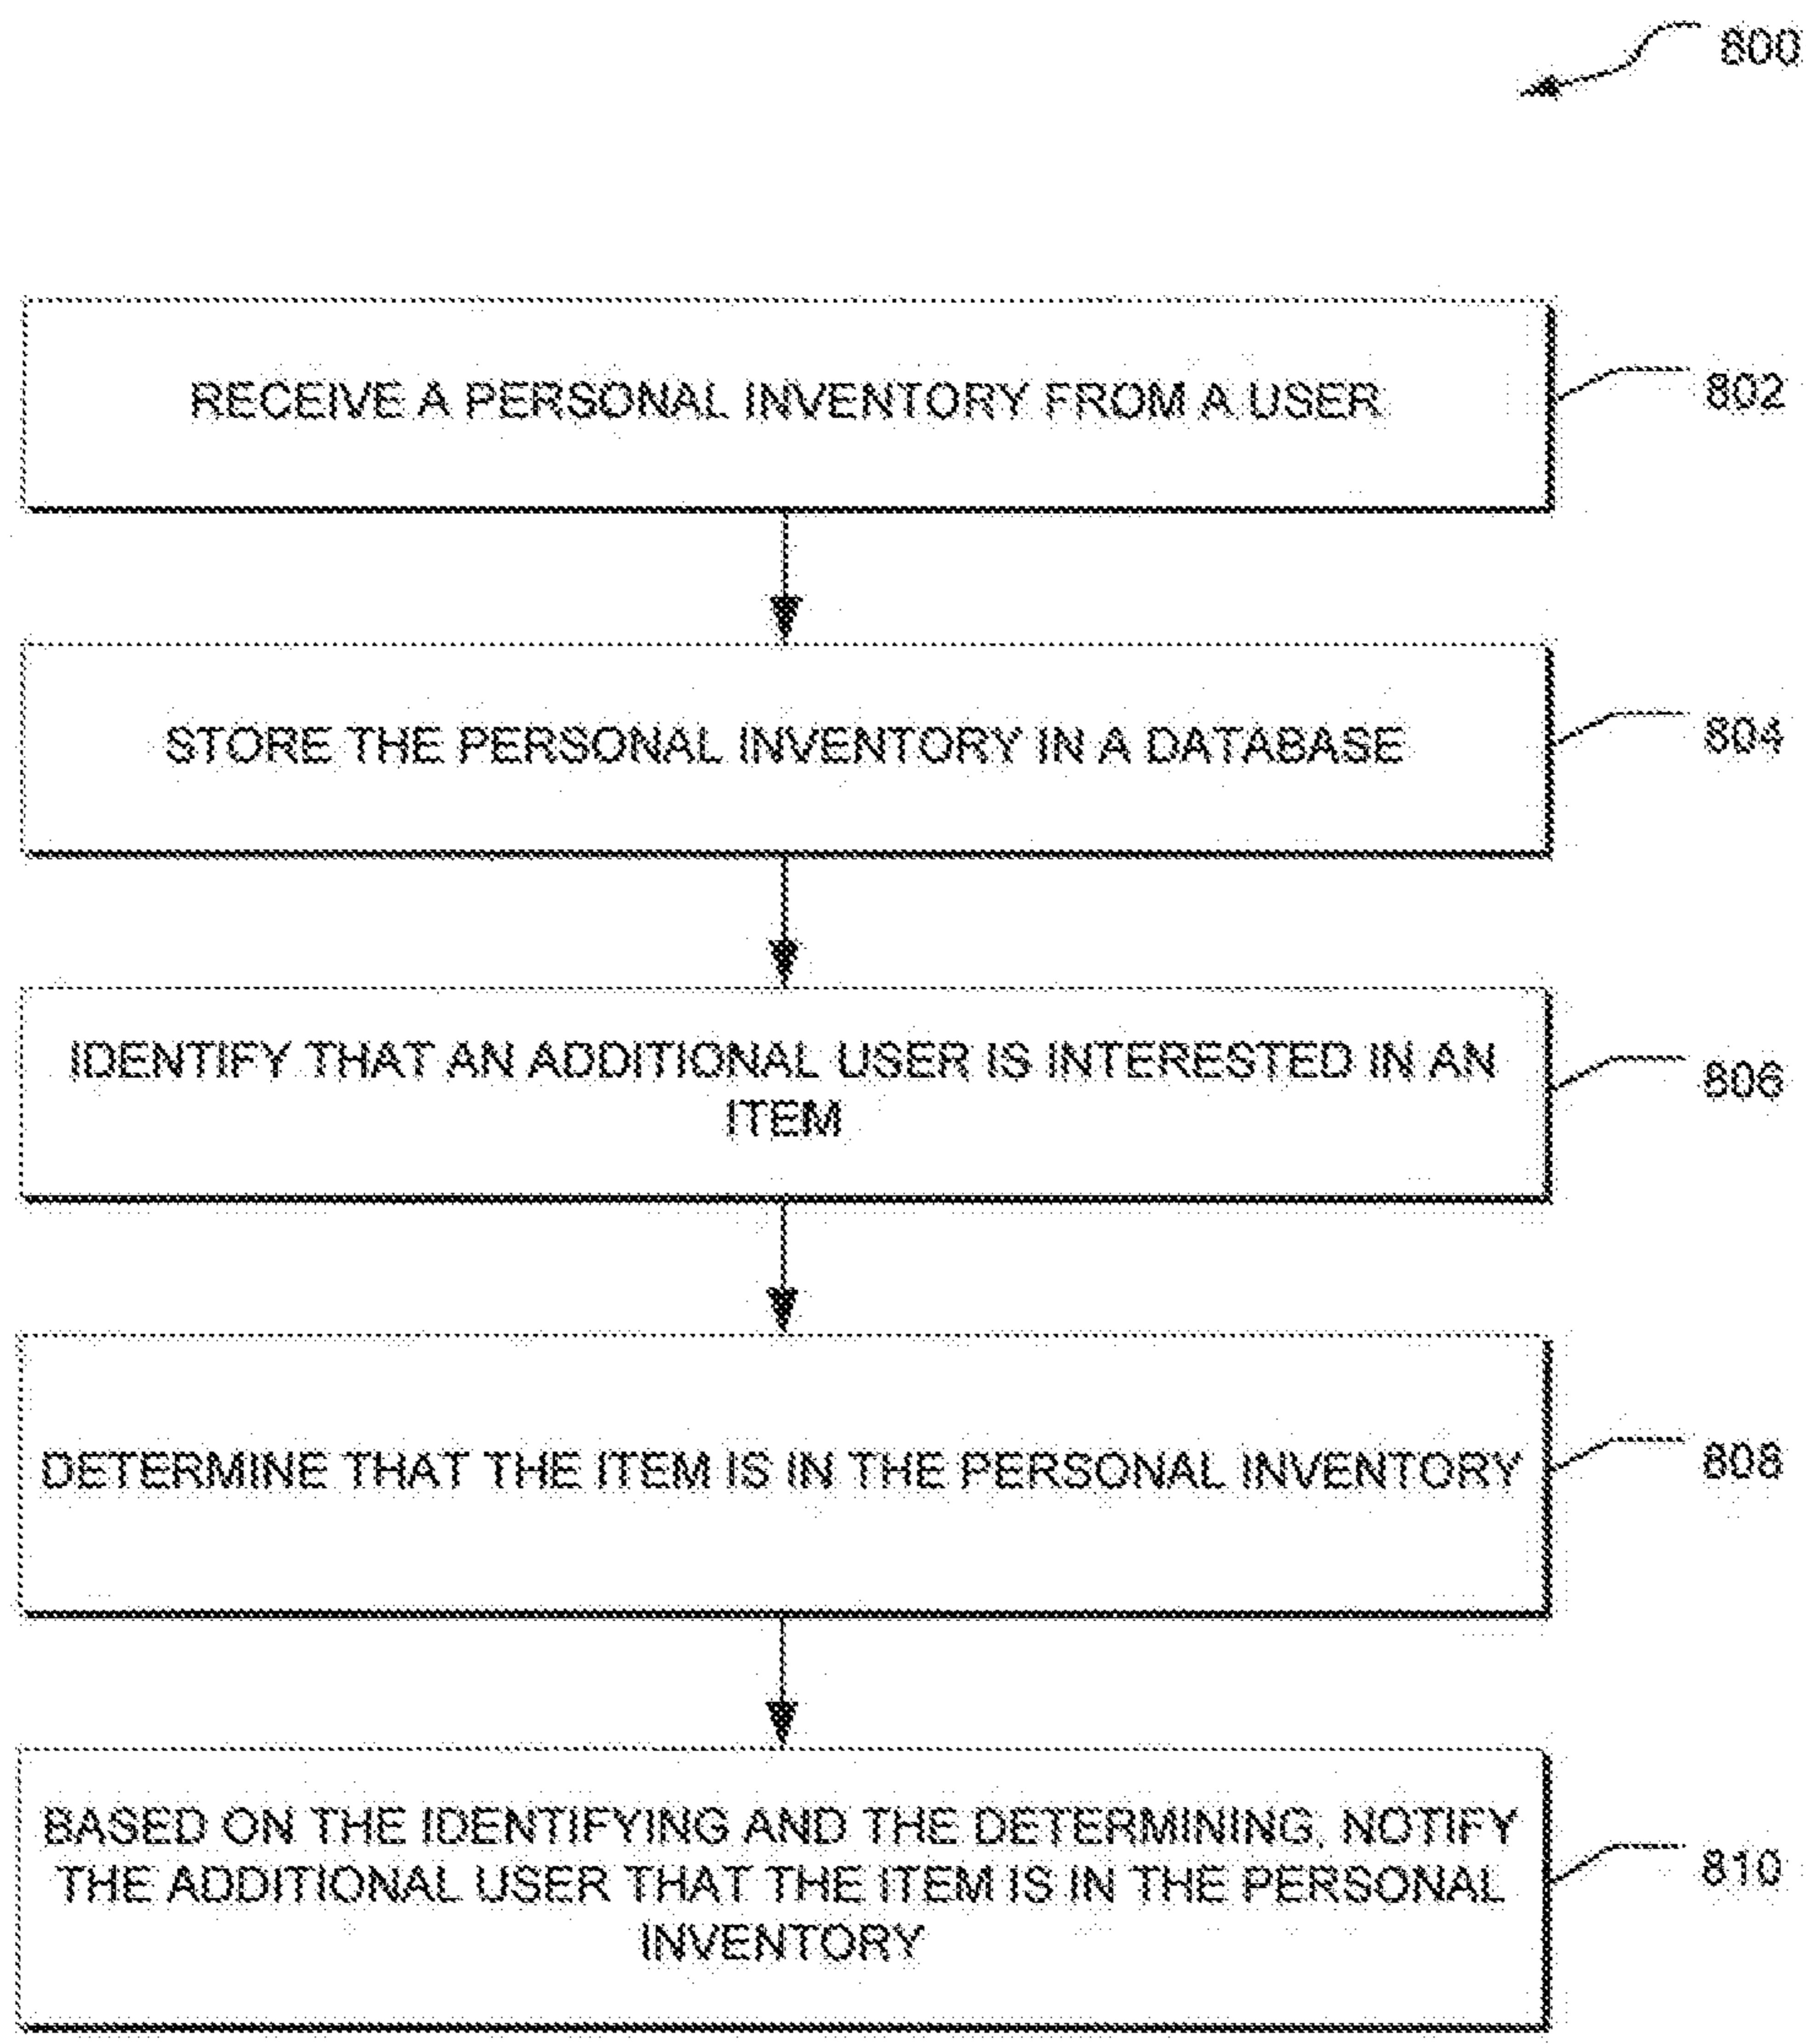 800
RECEIVE A PERSONAL INVENTORY FROM A USER
802
STORE THE PERSONAL INVENTORY IN A DATABASE
804
IDENTIFY THAT AN ADDITIONAL USER IS INTERESTED IN AN
ITEM
806
DETERMINE THAT THE ITEM IS IN THE PERSONAL INVENTORY
808
BASED ON THE IDENTIFYING AND THE DETERMINING, NOTIFY
THE ADDITIONAL USER THAT THE ITEM IS IN THE PERSONAL
INVENTORY
810